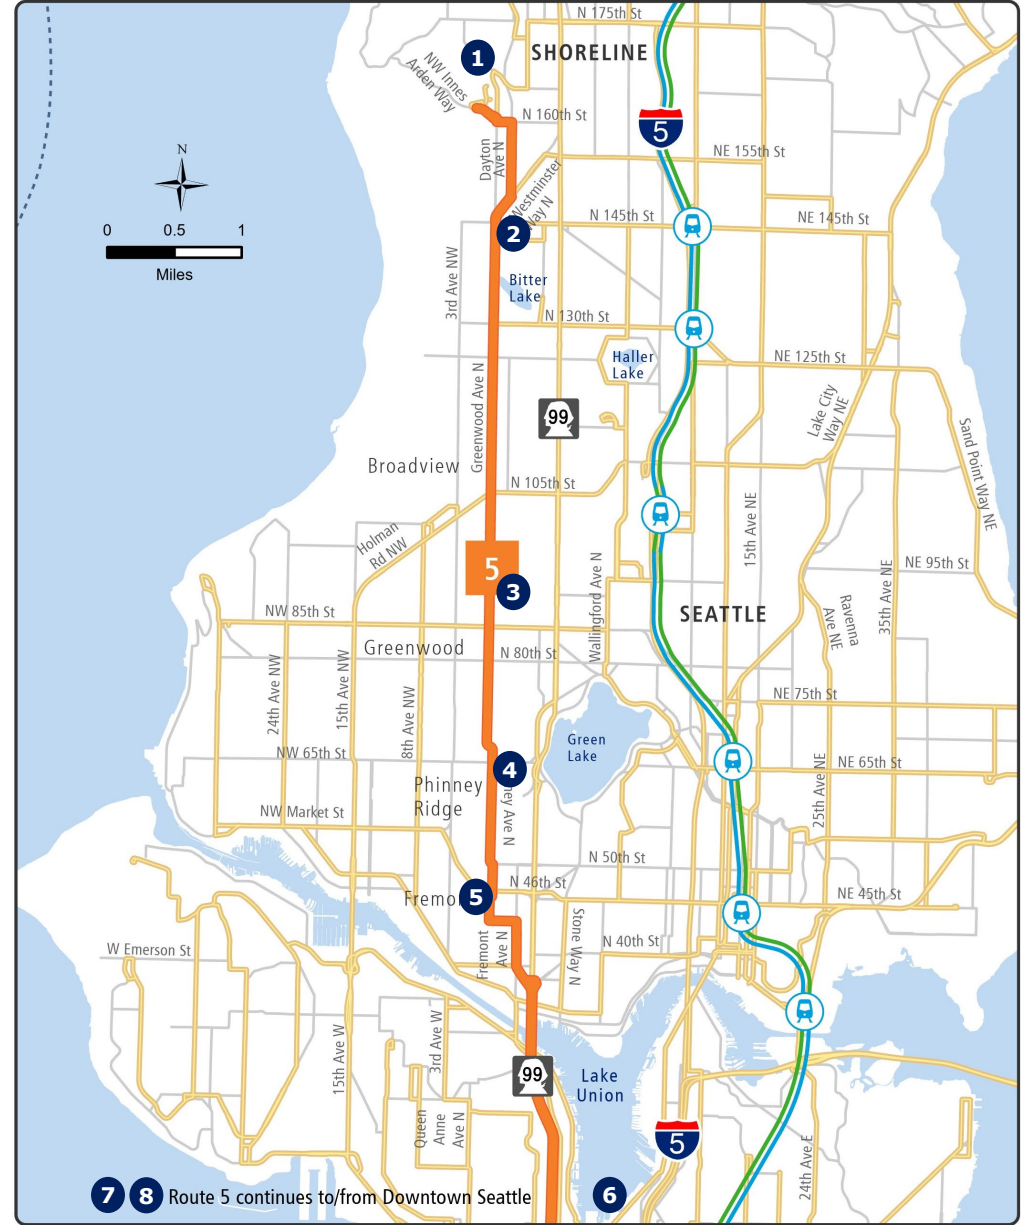 N 175th St
SHORELINE
1
NW Innes
Arden Way
N 160th St
5
Dayton
Ave N
NE 155th St
Westminster
Way N
N 145th St
NE 145th St
2
N
0 0.5 1
Miles
3rd Ave NW
Bitter
Lake
N 130th St
Haller
Lake
NE 125th St
Greenwood Ave N
99
Lake City
Way NE
Sand Point Way NE
Broadview
N 105th St
Holman
Rd NW
15th Ave NE
5
3
NE 95th St
Wallingford Ave N
35th Ave NE
Ravenna
Ave NE
SEATTLE
NW 85th St
Greenwood
N 80th St
24th Ave NW
15th Ave NW
8th Ave NW
NE 75th St
Green
Lake
NW 65th St
4
NE 65th St
25th Ave NE
Phinney
Ridge
ney Ave N
NW Market St
N 50th St
N 46th St
5
Fremo
NE 45th St
Stone Way N
N 40th St
Fremont
Ave N
W Emerson St
15th Ave W
3rd Ave W
99
Lake
Union
Queen
Anne
Ave N
5
24th Ave E
7 8 Route 5 continues to/from Downtown Seattle
6